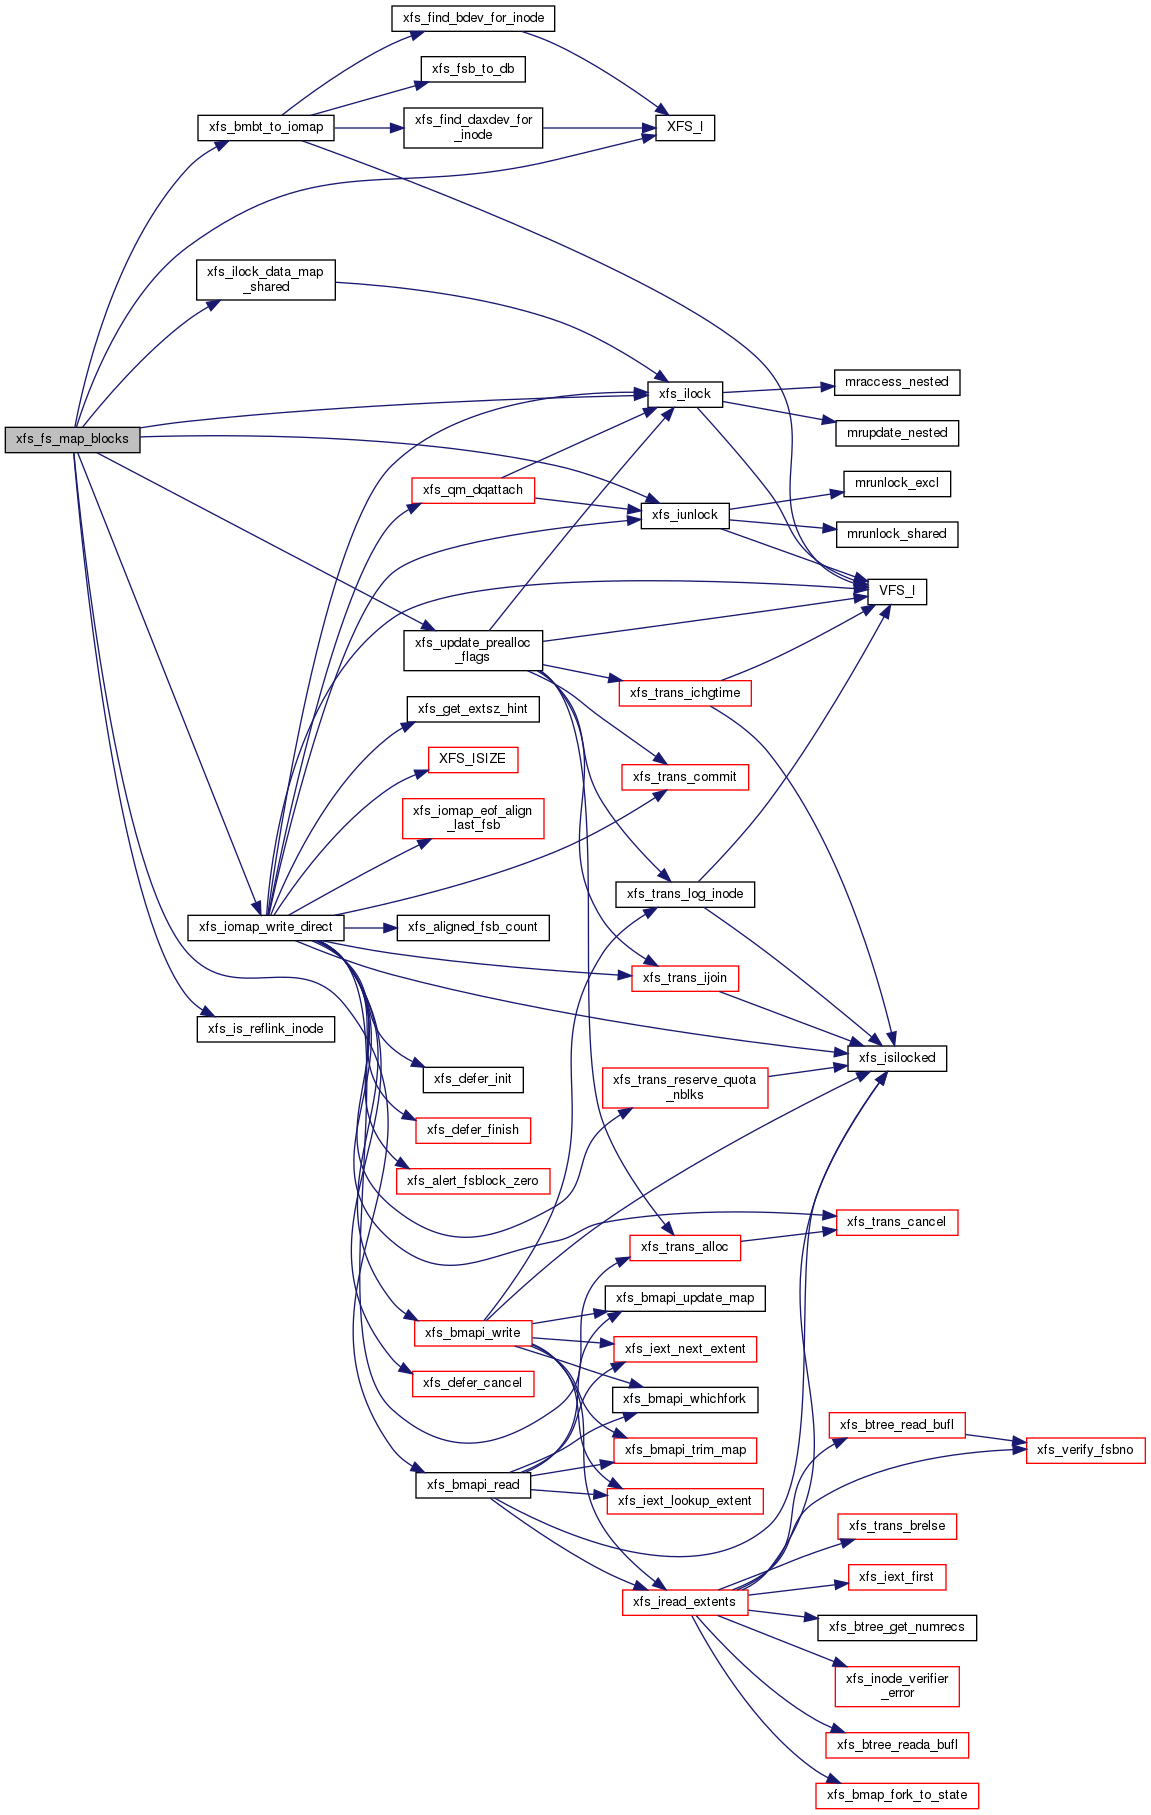 xfs_find_bdev_for_inode
xfs_fsb_to_db
xfs_bmbt_to_iomap
xfs_find_daxdev_for
_inode
XFS_I
xfs_ilock_data_map
_shared
xfs_ilock
mraccess_nested
xfs_fs_map_blocks
mrupdate_nested
xfs_qm_dqattach
mrunlock_excl
xfs_iunlock
mrunlock_shared
VFS_I
xfs_update_prealloc
_flags
xfs_trans_ichgtime
xfs_get_extsz_hint
XFS_ISIZE
xfs_trans_commit
xfs_iomap_eof_align
_last_fsb
xfs_trans_log_inode
xfs_iomap_write_direct
xfs_aligned_fsb_count
xfs_trans_ijoin
xfs_is_reflink_inode
xfs_isilocked
xfs_defer_init
xfs_trans_reserve_quota
_nblks
xfs_defer_finish
xfs_alert_fsblock_zero
xfs_trans_cancel
xfs_trans_alloc
xfs_bmapi_update_map
xfs_bmapi_write
xfs_iext_next_extent
xfs_defer_cancel
xfs_bmapi_whichfork
xfs_btree_read_bufl
xfs_bmapi_trim_map
xfs_verify_fsbno
xfs_bmapi_read
xfs_iext_lookup_extent
xfs_trans_brelse
xfs_iext_first
xfs_iread_extents
xfs_btree_get_numrecs
xfs_inode_verifier
_error
xfs_btree_reada_bufl
xfs_bmap_fork_to_state